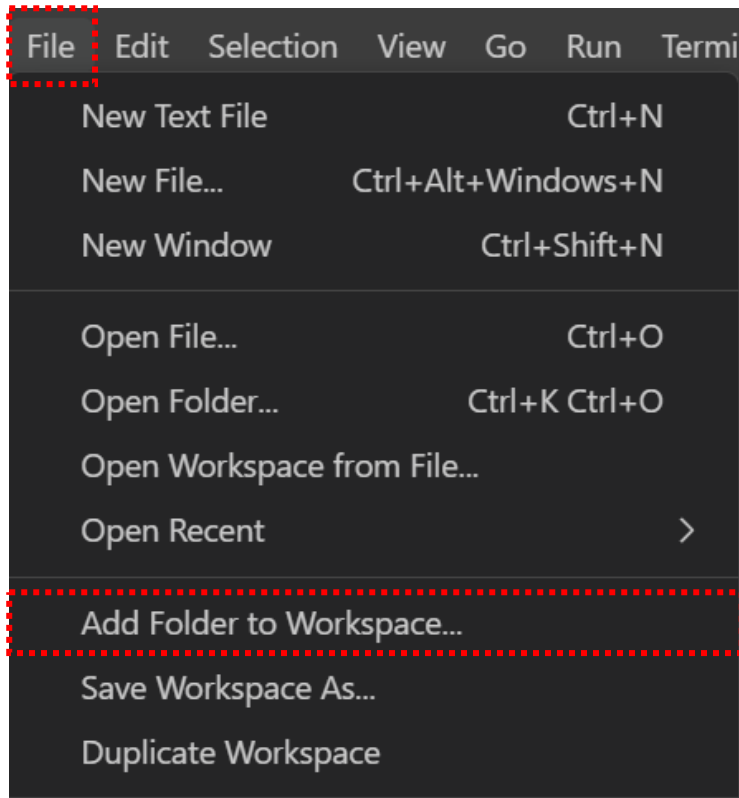 File Edit Selection View Go Run Termi
New Text File Ctrl+N
New File... Ctrl+Alt+Windows+N
New Window Ctrl+Shift+N
Open File... Ctrl+O
Open Folder... Ctrl+K Ctrl+O
Open Workspace from File...
Open Recent
Add Folder to Workspace...
Save Workspace As...
Duplicate Workspace